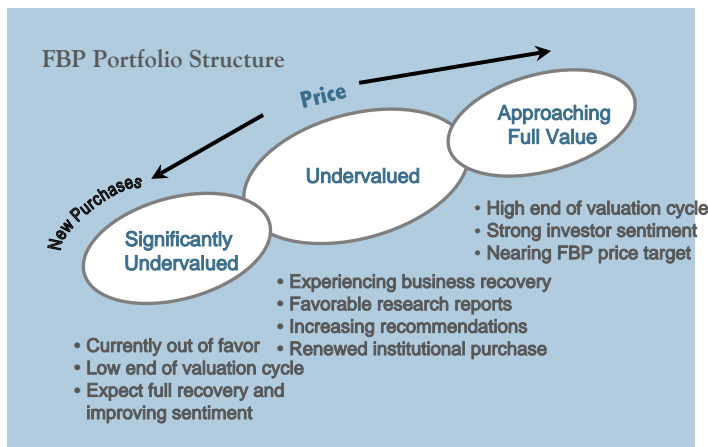 FBP Portfolio Structure
Price
Approaching
Full Value
Undervalued
New Purchases
Significantly
Undervalued
• High end of valuation cycle
• Strong investor sentiment
• Nearing FBP price target
• Experiencing business recovery
• Favorable research reports
• Increasing recommendations
• Renewed institutional purchase
• Currently out of favor
• Low end of valuation cycle
• Expect full recovery and
improving sentiment